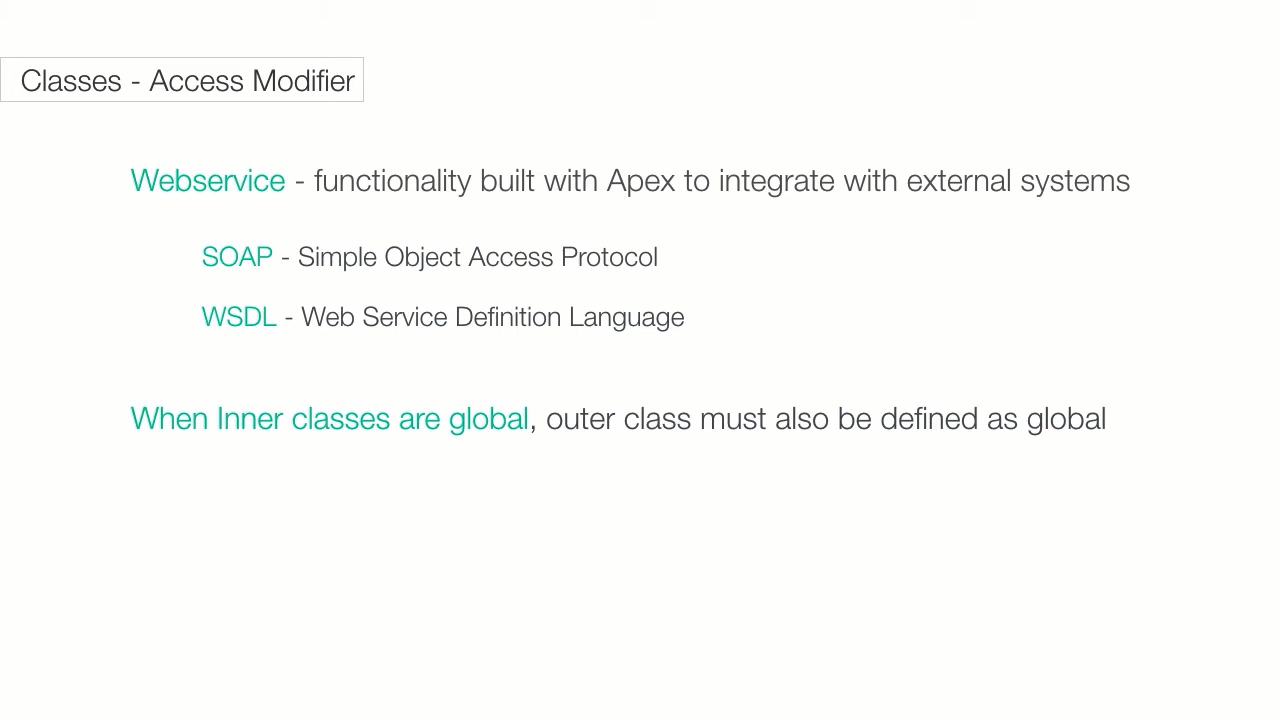 Classes - Access Modifier
Webservice - functionality built with Apex to integrate with external systems
SOAP - Simple Object Access Protocol
WSDL - Web Service Definition Language
When Inner classes are global, outer class must also be defined as global